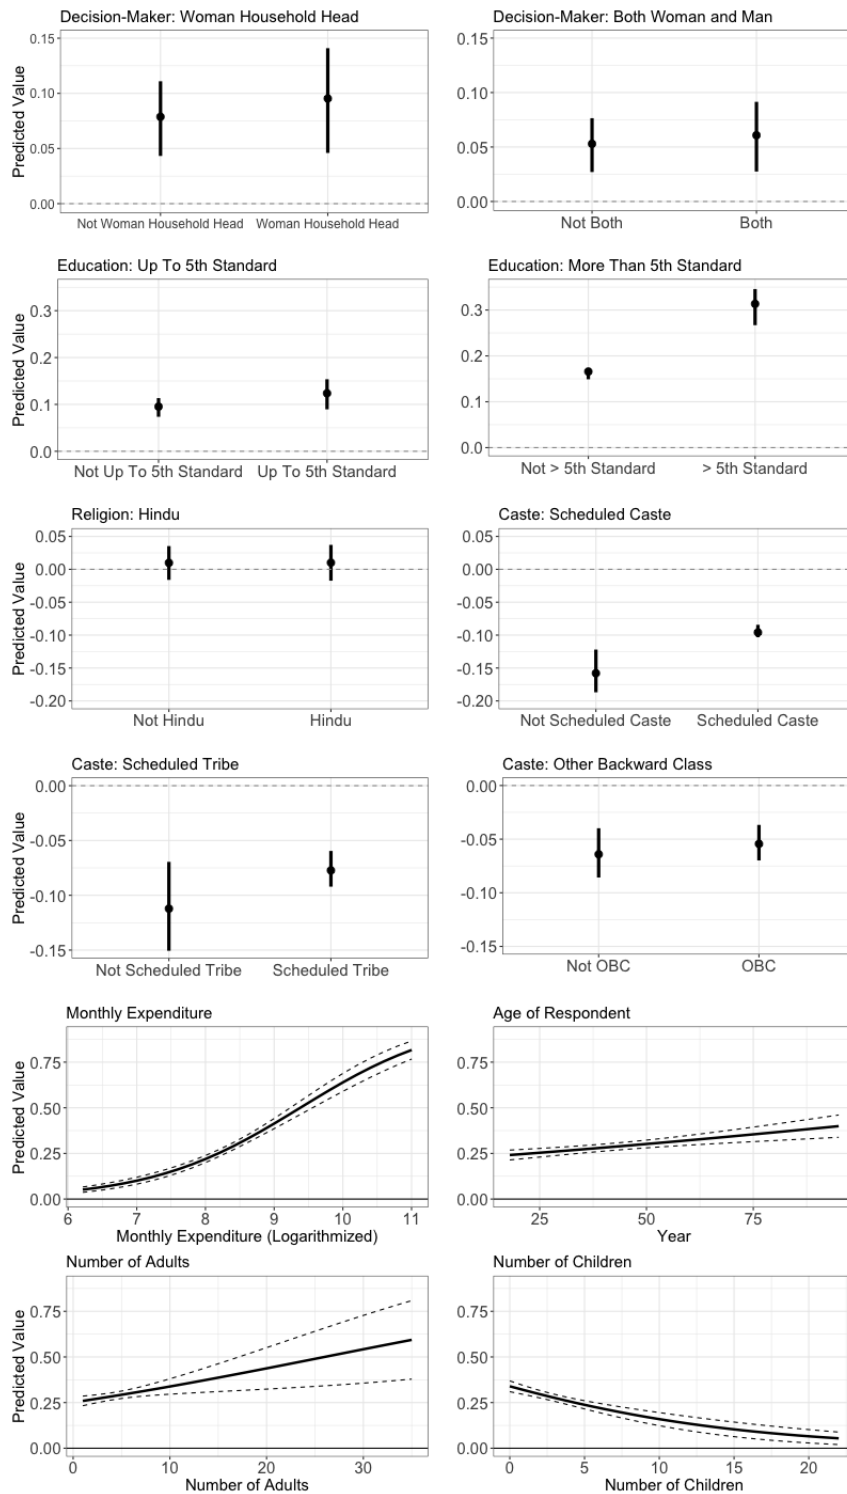 Decision-Maker: Woman Household Head
Decision-Maker: Both Woman and Man
Predicted Value
0.15
0.10
0.05
0.00
Not Woman Household Head
Woman Household Head
0.15
0.10
0.05
0.00
Not Both
Both
Education: Up To 5th Standard
Education: More Than 5th Standard
Predicted Value
0.3
0.2
0.1
0.0
Not Up To 5th Standard
Up To 5th Standard
0.3
0.2
0.1
0.0
Not > 5th Standard
> 5th Standard
Religion: Hindu
Caste: Scheduled Caste
Predicted Value
0.05
0.00
-0.05
-0.10
-0.15
-0.20
Not Hindu
Hindu
0.05
0.00
-0.05
-0.10
-0.15
-0.20
Not Scheduled Caste
Scheduled Caste
Caste: Scheduled Tribe
Caste: Other Backward Class
Predicted Value
0.00
-0.05
-0.10
-0.15
Not Scheduled Tribe
Scheduled Tribe
0.00
-0.05
-0.10
-0.15
Not OBC
OBC
Monthly Expenditure
Age of Respondent
Predicted Value
0.75
0.50
0.25
0.00
6 7 8 9 10 11
Monthly Expenditure (Logarithmized)
0.75
0.50
0.25
0.00
25 50 75
Year
Number of Adults
Number of Children
Predicted Value
0.75
0.50
0.25
0.00
0 10 20 30
Number of Adults
0.75
0.50
0.25
0.00
0 5 10 15 20
Number of Children